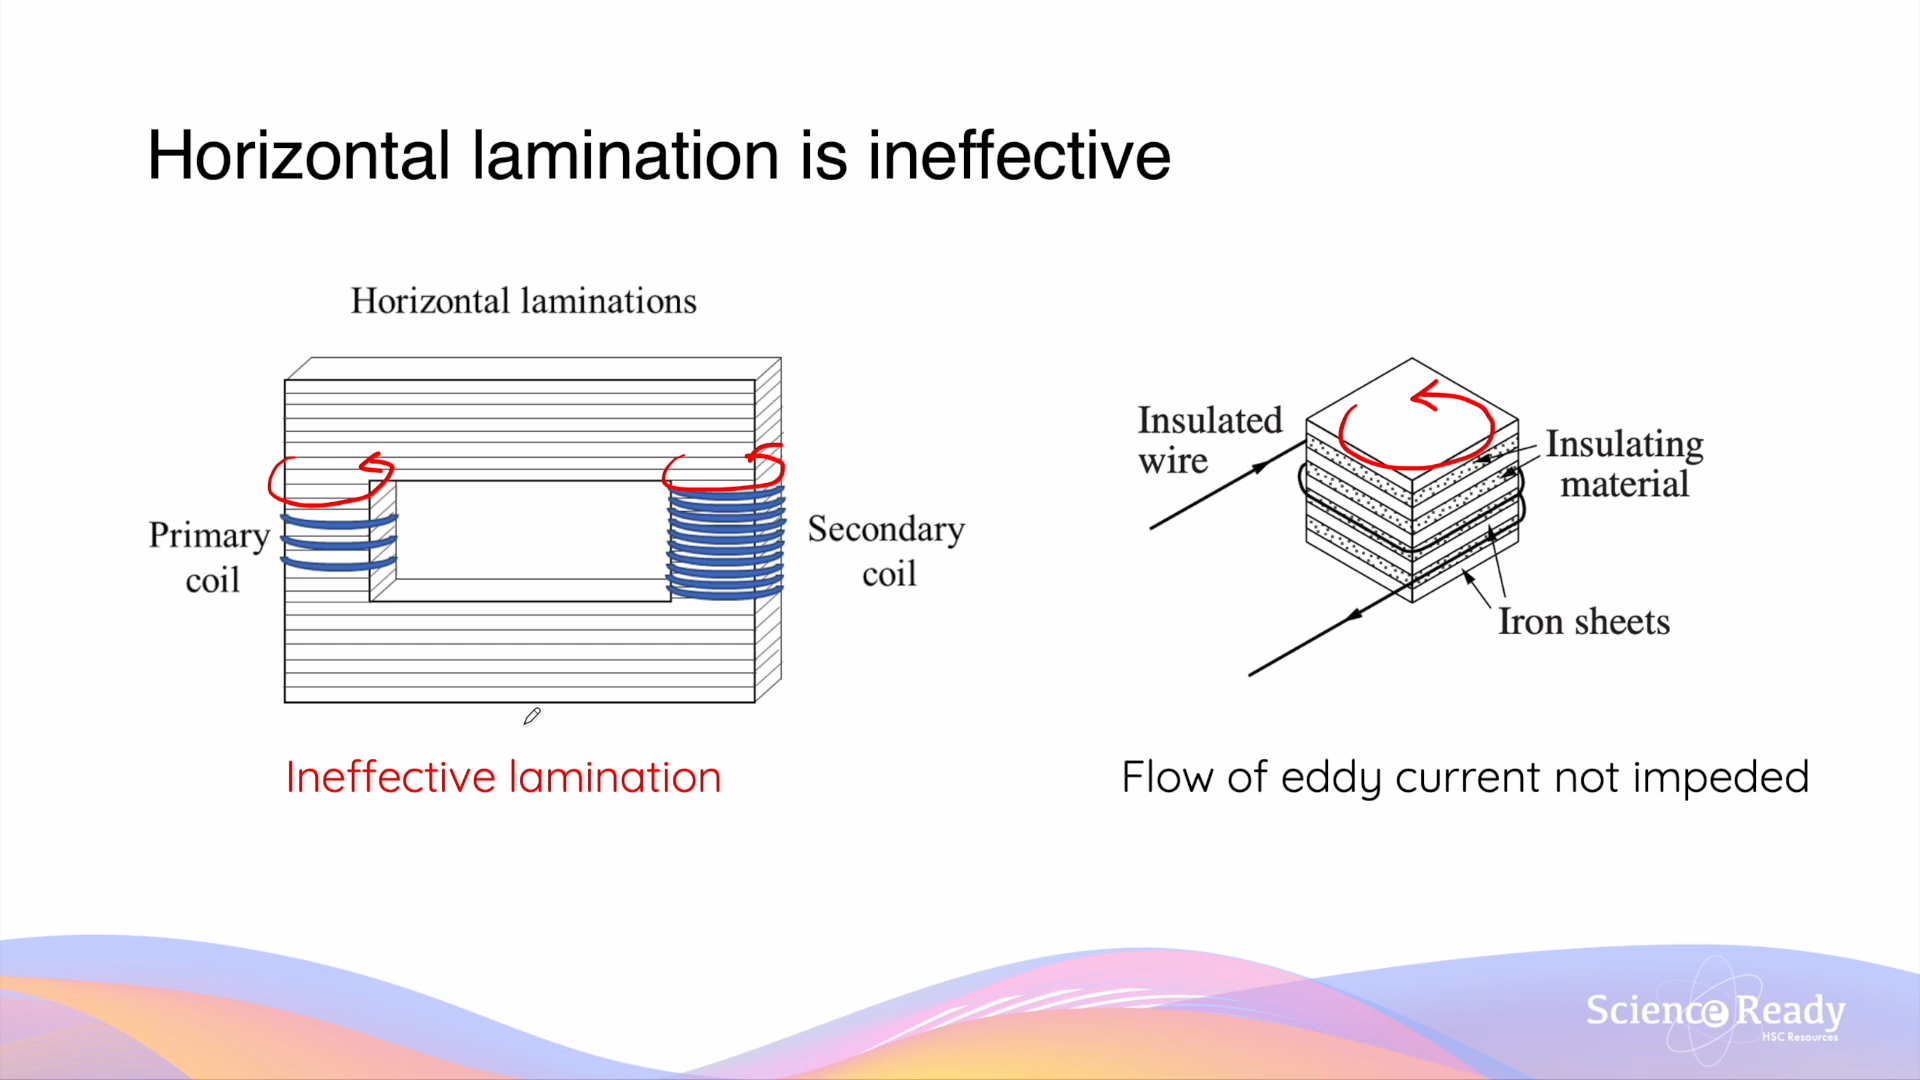 Horizontal lamination is ineffective
Horizontal laminations
Primary
coil
Secondary
coil
Ineffective lamination
Insulated
wire
Insulating
material
Iron sheets
Flow of eddy current not impeded
Science Ready
HSC Resources